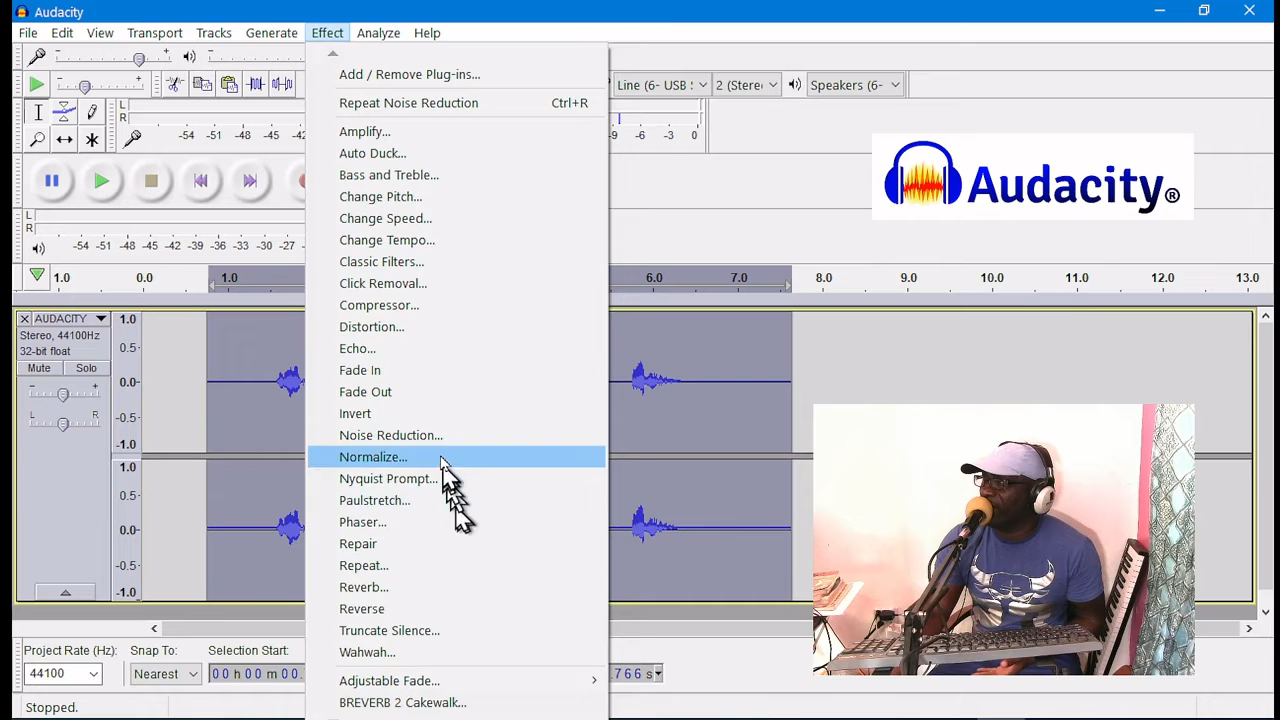 Audacity
File Edit View Transport Tracks Generate Effect Analyze Help
Add / Remove Plug-ins...
Repeat Noise Reduction Ctrl+R
Amplify...
Auto Duck...
Bass and Treble...
Change Pitch...
Change Speed...
Change Tempo...
Classic Filters...
Click Removal...
Compressor...
Distortion...
Echo...
Fade In
Fade Out
Invert
Noise Reduction...
Normalize...
Nyquist Prompt...
Paulstretch...
Phaser...
Repair
Repeat...
Reverb...
Reverse
Truncate Silence...
Wahwah...
Adjustable Fade...
BREVERB 2 Cakewalk...
Line (6- USB 2 (Stere Speakers (6-
L
R
-54 -51 -48 -45 -42
-9 -6 -3 0
L
R
-54 -51 -48 -45 -42 -39 -36 -33 -30 -27
1.0 0.0 1.0 6.0 7.0 8.0 9.0 10.0 11.0 12.0 13.0
AUDACITY
Stereo, 44100Hz
32-bit float
Mute Solo
- +
L R
1.0
0.5
0.0
-0.5
-1.0
1.0
0.5
0.0
-0.5
-1.0
Project Rate (Hz): Snap To: Selection Start:
44100 Nearest 00 h 00 m 00. .766 s
Stopped.
Audacity®